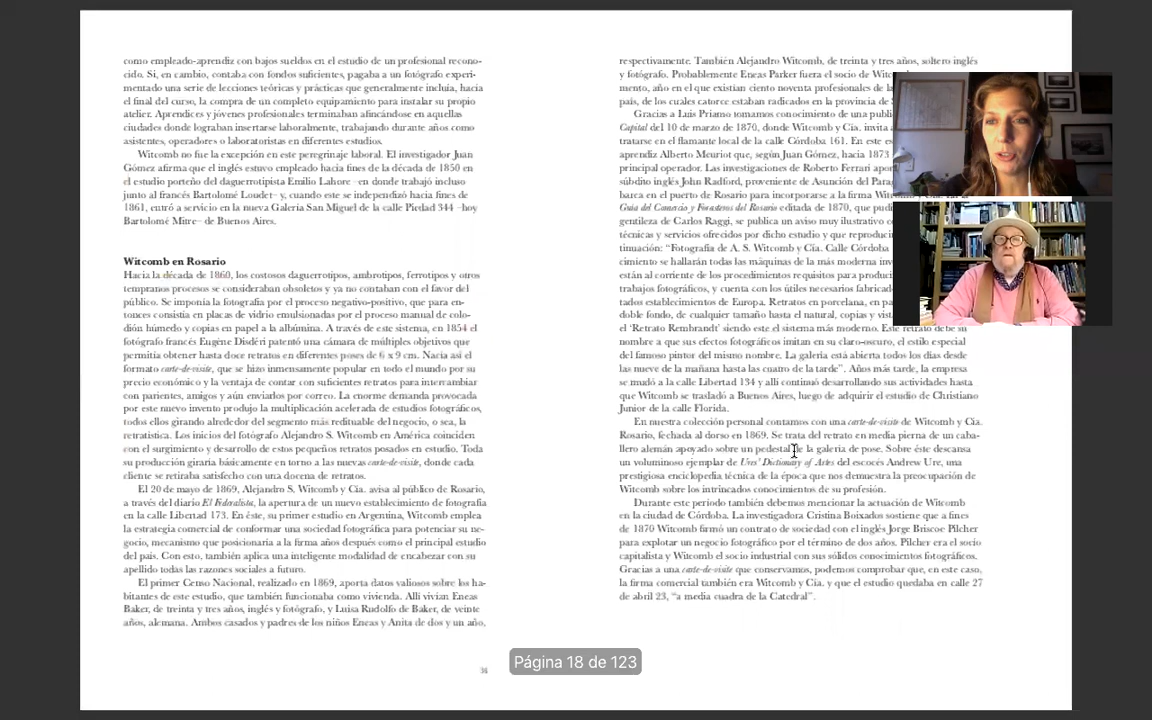 como empleado-aprendiz con bajos sueldos en el estudio de un profesional recono-
cido. Si, en cambio, contaba con fondos suficientes, pagaba a un fotógrafo experi-
mentado una serie de lecciones teóricas y prácticas que generalmente incluía, hacia
el final del curso, la compra de un completo equipamiento para instalar su propio
atelier. Aprendices y jóvenes profesionales terminaban afincándose en aquellas
ciudades donde lograban insertarse laboralmente, trabajando durante años como
asistentes, operadores o laboratoristas en diferentes estudios.
Witcomb no fue la excepción en este peregrinaje laboral. El investigador Juan
Gómez afirma que el inglés estuvo empleado hacia fines de la década de 1850 en
el estudio porteño del daguerrotipista Emilio Lahore –en donde trabajó incluso
junto al francés Bartolomé Loudet– y, cuando este se independizó hacia fines de
1861, entró a servicio en la nueva Galería San Miguel de la calle Piedad 344 –hoy
Bartolomé Mitre– de Buenos Aires.
Witcomb en Rosario
Hacia la década de 1860, los costosos daguerrotipos, ambrotipos, ferrotipos y otros
tempranos procesos se consideraban obsoletos y ya no contaban con el favor del
público. Se imponía la fotografía por el proceso negativo-positivo, que para en-
tonces consistía en placas de vidrio emulsionadas por el proceso manual de colo-
dión húmedo y copias en papel a la albúmina. A través de este sistema, en 1854 el
fotógrafo francés Eugène Disdéri patentó una cámara de múltiples objetivos que
permitía obtener hasta doce retratos en diferentes poses de 6 x 9 cm. Nacía así el
formato carte-de-visite, que se hizo inmensamente popular en todo el mundo por su
precio económico y la ventaja de contar con suficientes retratos para intercambiar
con parientes, amigos y aún enviarlos por correo. La enorme demanda provocada
por este nuevo invento produjo la multiplicación acelerada de estudios fotográficos,
todos ellos girando alrededor del segmento más redituable del negocio, o sea, la
retratística. Los inicios del fotógrafo Alejandro S. Witcomb en América coinciden
con el surgimiento y desarrollo de estos pequeños retratos posados en estudio. Toda
su producción giraría básicamente en torno a las nuevas carte-de-visite, donde cada
cliente se retiraba satisfecho con una docena de retratos.
El 20 de mayo de 1869, Alejandro S. Witcomb y Cía. avisa al público de Rosario,
a través del diario El Federalista, la apertura de un nuevo establecimiento de fotografía
en la calle Libertad 173. En éste, su primer estudio en Argentina, Witcomb emplea
la estrategia comercial de conformar una sociedad fotográfica para potenciar su ne-
gocio, mecanismo que posicionaría a la firma años después como el principal estudio
del país. Con esto, también aplica una inteligente modalidad de encabezar con su
apellido todas las razones sociales a futuro.
El primer Censo Nacional, realizado en 1869, aporta datos valiosos sobre los ha-
bitantes de este estudio, que también funcionaba como vivienda. Allí vivían Eneas
Baker, de treinta y tres años, inglés y fotógrafo, y Luisa Rudolfo de Baker, de veinte
años, alemana. Ambos casados y padres de los niños Eneas y Anita de dos y un año,
34
respectivamente. También Alejandro Witcomb, de treinta y tres años, soltero inglés
y fotógrafo. Probablemente Eneas Parker fuera el socio de
mento, año en el que existían ciento noventa profesionales de la
país, de los cuales catorce estaban radicados en la provincia de
Gracias a Luis Priamo tomamos conocimiento de una
Capital del 10 de marzo de 1870, donde Witcomb y Cía. invita
tratarse en el flamante local de la calle Córdoba 161. En este
aprendiz Alberto Meuriot que, según Juan Gómez, hacia 1873
principal operador. Las investigaciones de Roberto Ferrari
súbdito inglés John Radford, proveniente de Asunción del
barca en el puerto de Rosario para incorporarse a la firma
Guía del Comercio y Forasteros del Rosario editada de 1870, que
gentileza de Carlos Raggi, se publica un aviso muy ilustrativo
técnicas y servicios ofrecidos por dicho estudio y que
tinuación: “Fotografía de A. S. Witcomb y Cía. Calle Córdoba
cimiento se hallarán todas las máquinas de la más moderna
están al corriente de los procedimientos requisitos para
trabajos fotográficos, y cuenta con los útiles necesarios
tados establecimientos de Europa. Retratos en porcelana, en
doble fondo, de cualquier tamaño hasta el natural, copias y
el ‘Retrato Rembrandt’ siendo este el sistema más moderno. Este retrato debe su
nombre a que sus efectos fotográficos imitan en su claro-oscuro, el estilo especial
del famoso pintor del mismo nombre. La galería está abierta todos los días desde
las nueve de la mañana hasta las cuatro de la tarde”. Años más tarde, la empresa
se mudó a la calle Libertad 134 y allí continuó desarrollando sus actividades hasta
que Witcomb se trasladó a Buenos Aires, luego de adquirir el estudio de Christiano
Junior de la calle Florida.
En nuestra colección personal contamos con una carte-de-visite de Witcomb y Cía.
Rosario, fechada al dorso en 1869. Se trata del retrato en media pierna de un caba-
llero alemán apoyado sobre un pedestal de la galería de pose. Sobre éste descansa
un voluminoso ejemplar de Ures’ Dictionary of Artes del escocés Andrew Ure, una
prestigiosa enciclopedia técnica de la época que nos demuestra la preocupación de
Witcomb sobre los intrincados conocimientos de su profesión.
Durante este período también debemos mencionar la actuación de Witcomb
en la ciudad de Córdoba. La investigadora Cristina Boixados sostiene que a fines
de 1870 Witcomb firmó un contrato de sociedad con el inglés Jorge Briscoe Pilcher
para explotar un negocio fotográfico por el término de dos años. Pilcher era el socio
capitalista y Witcomb el socio industrial con sus sólidos conocimientos fotográficos.
Gracias a una carte-de-visite que conservamos, podemos comprobar que, en este caso,
la firma comercial también era Witcomb y Cía. y que el estudio quedaba en calle 27
de abril 23, “a media cuadra de la Catedral”.
Página 18 de 123